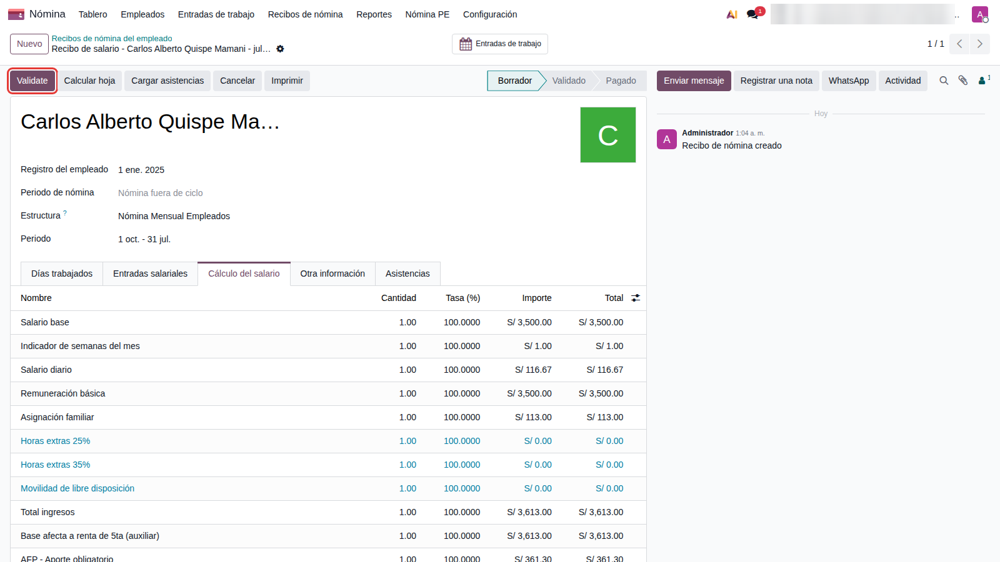 Nómina Tablero Empleados Entradas de trabajo Recibos de nómina Reportes Nómina PE Configuración AI 1 A
Nuevo Recibos de nómina del empleado
Recibo de salario - Carlos Alberto Quispe Mamani - jul… Entradas de trabajo 1 / 1
Validate Calcular hoja Cargar asistencias Cancelar Imprimir Borrador Validado Pagado Enviar mensaje Registrar una nota WhatsApp Actividad 1
Carlos Alberto Quispe Ma…
C
Hoy
A
Administrador 1:04 a. m.
Recibo de nómina creado
Registro del empleado 1 ene. 2025
Periodo de nómina Nómina fuera de ciclo
Estructura ? Nómina Mensual Empleados
Periodo 1 oct. - 31 jul.
Días trabajados Entradas salariales Cálculo del salario Otra información Asistencias
Nombre Cantidad Tasa (%) Importe Total
Salario base 1.00 100.0000 S/ 3,500.00 S/ 3,500.00
Indicador de semanas del mes 1.00 100.0000 S/ 1.00 S/ 1.00
Salario diario 1.00 100.0000 S/ 116.67 S/ 116.67
Remuneración básica 1.00 100.0000 S/ 3,500.00 S/ 3,500.00
Asignación familiar 1.00 100.0000 S/ 113.00 S/ 113.00
Horas extras 25% 1.00 100.0000 S/ 0.00 S/ 0.00
Horas extras 35% 1.00 100.0000 S/ 0.00 S/ 0.00
Movilidad de libre disposición 1.00 100.0000 S/ 0.00 S/ 0.00
Total ingresos 1.00 100.0000 S/ 3,613.00 S/ 3,613.00
Base afecta a renta de 5ta (auxiliar) 1.00 100.0000 S/ 3,613.00 S/ 3,613.00
AFP - Aporte obligatorio 1.00 100.0000 S/ 361.30 S/ 361.30